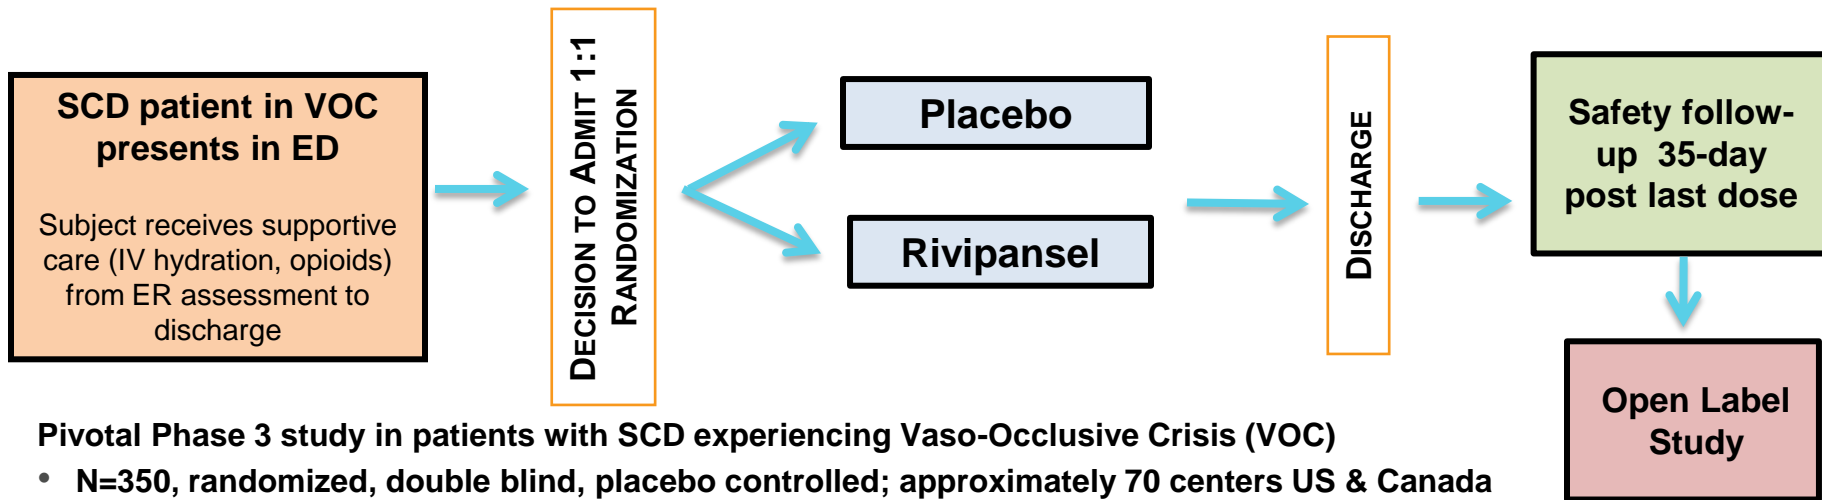 SCD patient in VOC
presents in ED
Subject receives supportive
care (IV hydration, opioids)
from ER assessment to
discharge
DECISION TO ADMIT 1:1
RANDOMIZATION
Placebo
Rivipansel
DISCHARGE
Safety follow-
up 35-day
post last dose
Open Label
Study
Pivotal Phase 3 study in patients with SCD experiencing Vaso-Occlusive Crisis (VOC)
• N=350, randomized, double blind, placebo controlled; approximately 70 centers US & Canada